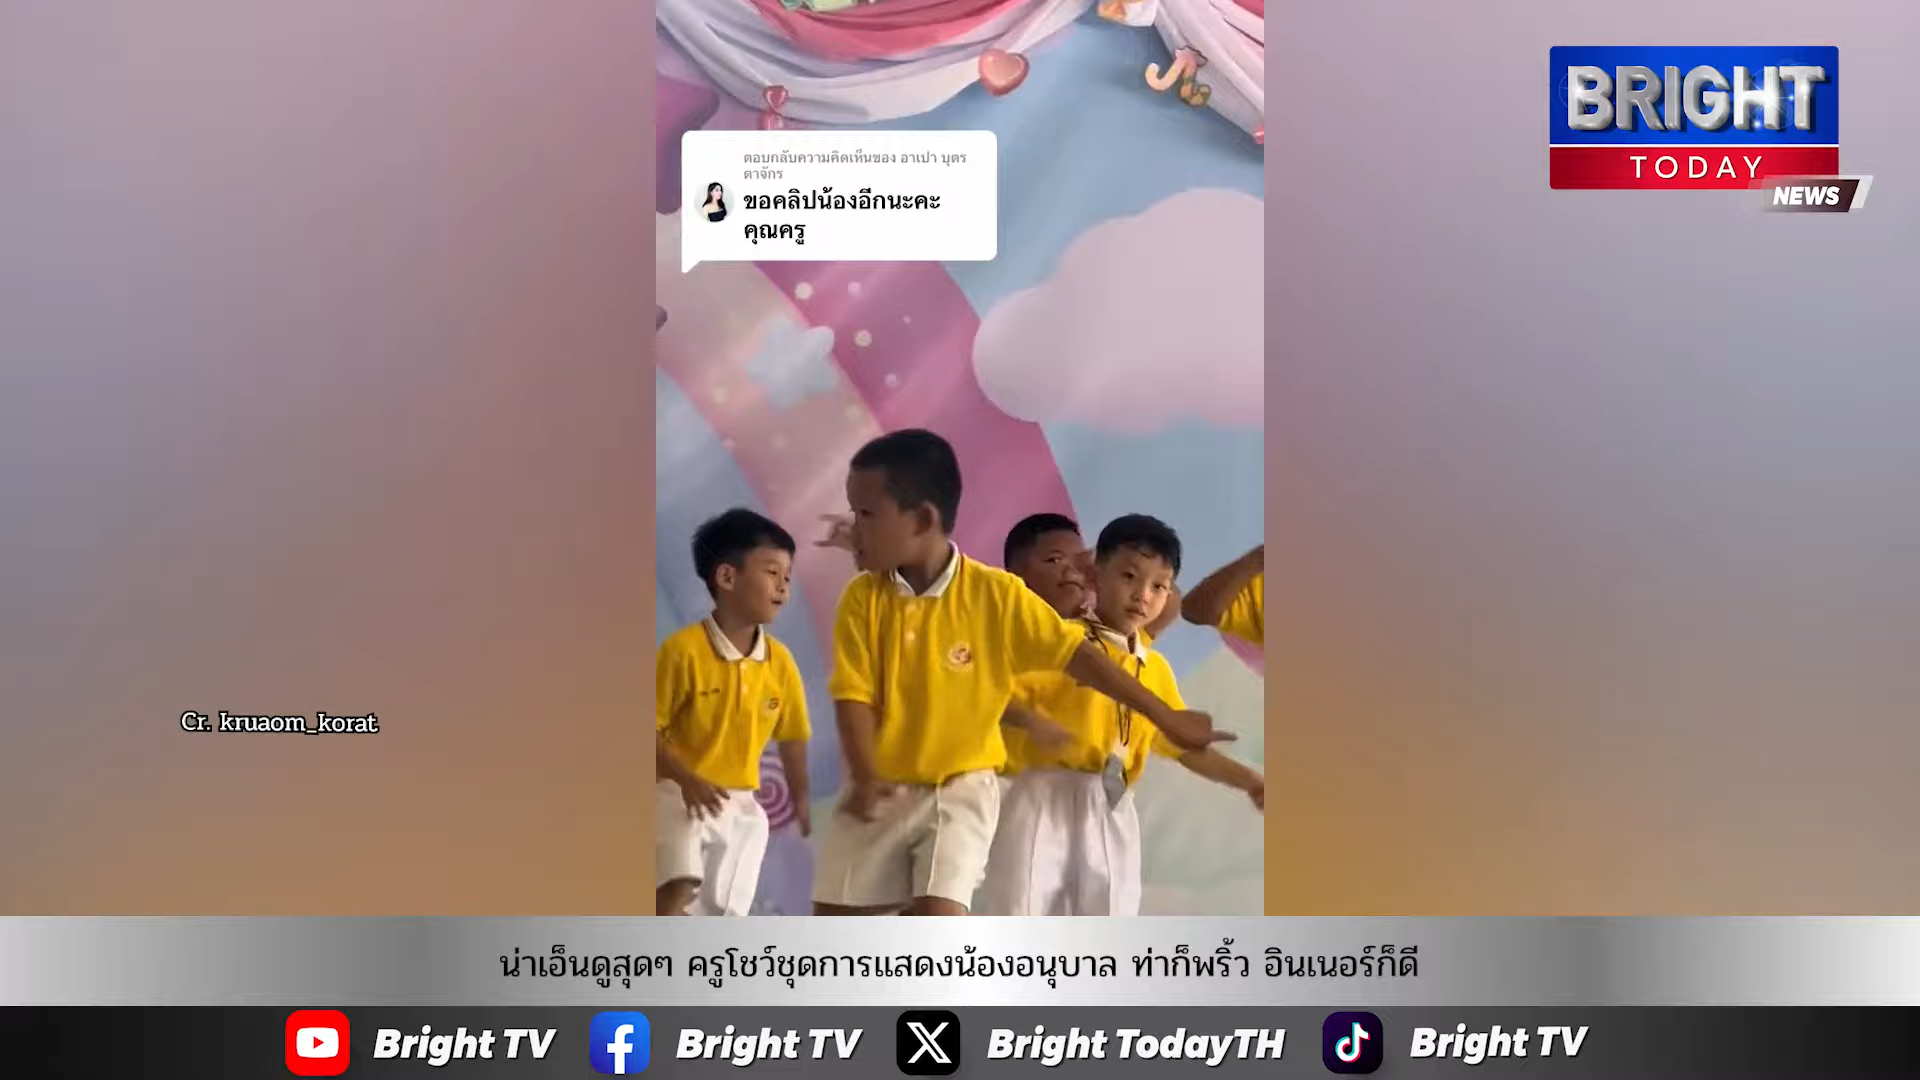 BRIGHT
TODAY
NEWS
ตอบกลับความคิดเห็นของ อาเปา บุตร
ดาจักร
ขอคลิปน้องอีกนะคะ
คุณครู
Cr. kruaom_korat
น่าเอ็นดูสุดๆ ครูโชว์ชุดการแสดงน้องอนุบาล ท่าก็พริ้ว อินเนอร์ก็ดี
Bright TV Bright TV Bright TodayTH Bright TV